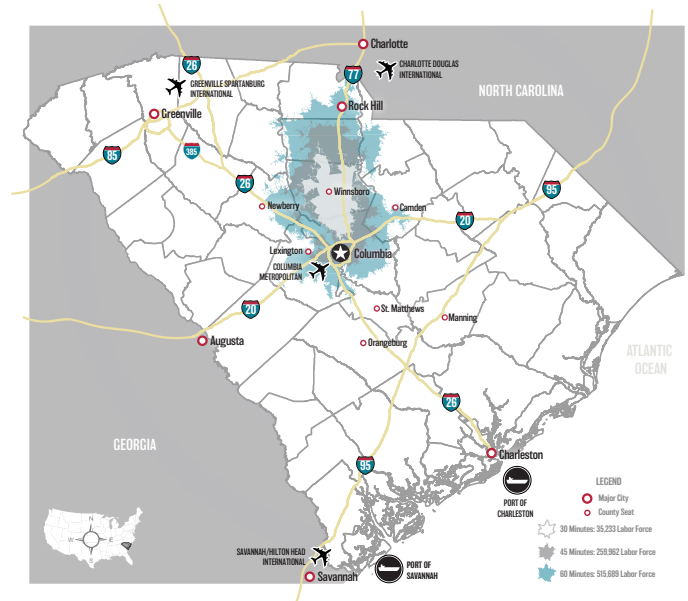 Charlotte
26
77
CHARLOTTE DOUGLAS
INTERNATIONAL
GREENVILLE SPARTANBURG
INTERNATIONAL
NORTH CAROLINA
Rock Hill
Greenville
85
385
26
Winnsboro
95
Newberry
Camden
20
Lexington
Columbia
COLUMBIA
METROPOLITAN
20
St. Matthews
Manning
Augusta
Orangeburg
ATLANTIC
OCEAN
26
GEORGIA
Charleston
95
PORT OF
CHARLESTON
LEGEND
Major City
County Seat
30 Minutes: 35,233 Labor Force
45 Minutes: 259,962 Labor Force
60 Minutes: 515,689 Labor Force
N
W
E
S
SAVANNAH/HILTON HEAD
INTERNATIONAL
PORT OF
SAVANNAH
Savannah